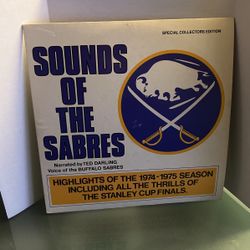 SPECIAL COLLECTORS EDITION
SOUNDS
OF THE
SABRES
Narrated by TED DARLING
Voice of the BUFFALO SABRES
HIGHLIGHTS OF THE 1974-1975 SEASON
INCLUDING ALL THE THRILLS OF
THE STANLEY CUP FINALS.